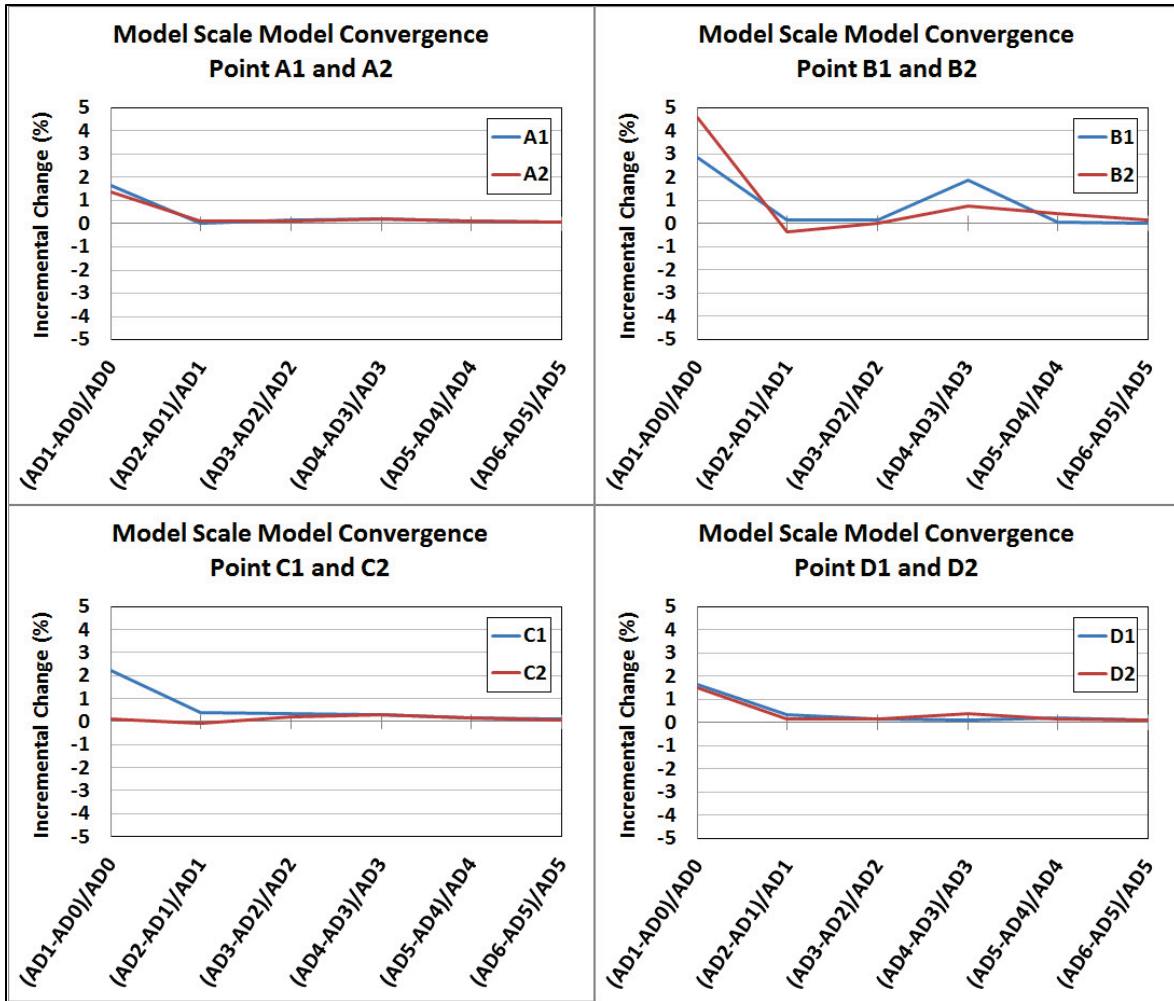 Model Scale Model Convergence
Point A1 and A2
Incremental Change (%)
5
4
3
2
1
0
-1
-2
-3
-4
-5
A1
A2
(AD1-AD0)/AD0
(AD2-AD1)/AD1
(AD3-AD2)/AD2
(AD4-AD3)/AD3
(AD5-AD4)/AD4
(AD6-AD5)/AD5
Model Scale Model Convergence
Point B1 and B2
Incremental Change (%)
5
4
3
2
1
0
-1
-2
-3
-4
-5
B1
B2
(AD1-AD0)/AD0
(AD2-AD1)/AD1
(AD3-AD2)/AD2
(AD4-AD3)/AD3
(AD5-AD4)/AD4
(AD6-AD5)/AD5
Model Scale Model Convergence
Point C1 and C2
Incremental Change (%)
5
4
3
2
1
0
-1
-2
-3
-4
-5
C1
C2
(AD1-AD0)/AD0
(AD2-AD1)/AD1
(AD3-AD2)/AD2
(AD4-AD3)/AD3
(AD5-AD4)/AD4
(AD6-AD5)/AD5
Model Scale Model Convergence
Point D1 and D2
Incremental Change (%)
5
4
3
2
1
0
-1
-2
-3
-4
-5
D1
D2
(AD1-AD0)/AD0
(AD2-AD1)/AD1
(AD3-AD2)/AD2
(AD4-AD3)/AD3
(AD5-AD4)/AD4
(AD6-AD5)/AD5